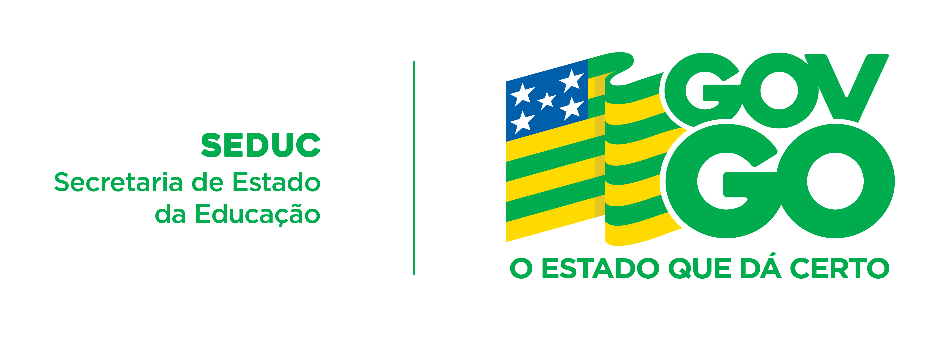 SEDUC
Secretaria de Estado
da Educação
GOV
GO
O ESTADO QUE DÁ CERTO